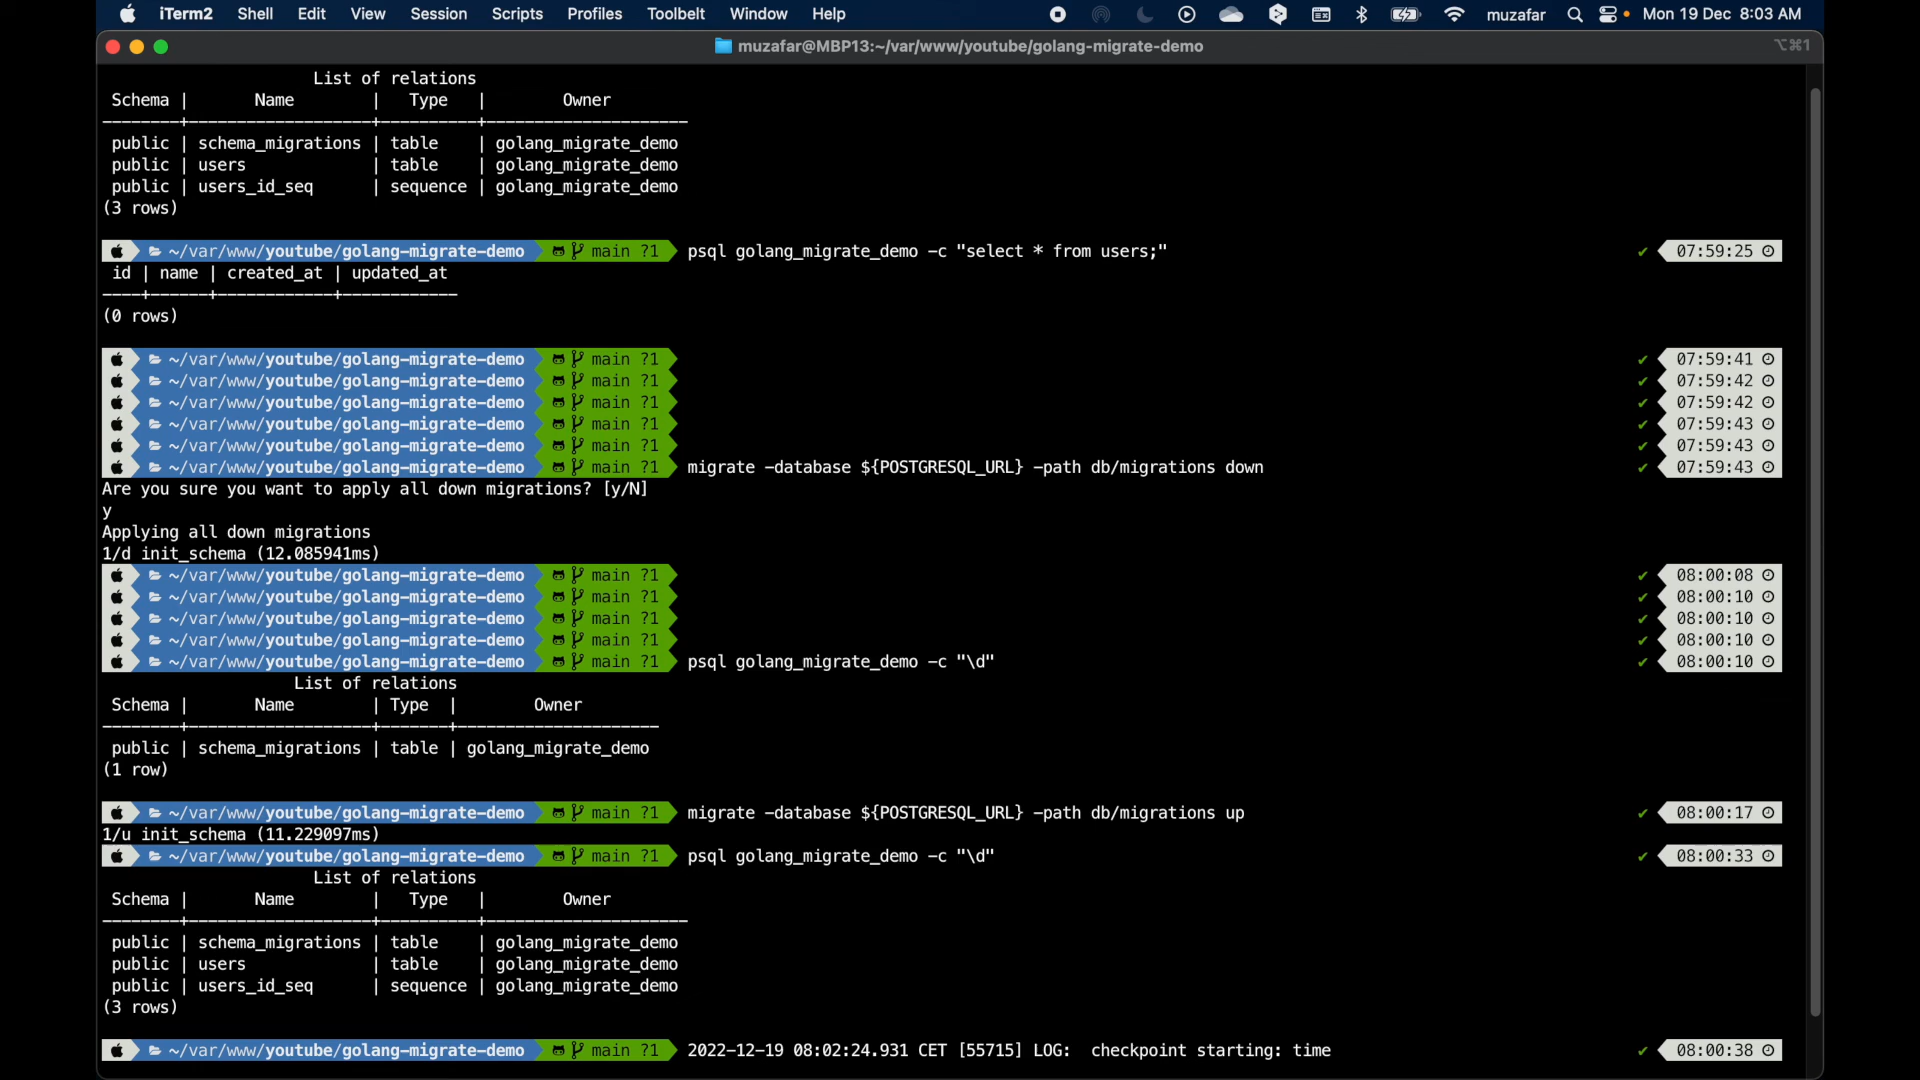 iTerm2 Shell Edit View Session Scripts Profiles Toolbelt Window Help muzafar Mon 19 Dec 8:03 AM
muzafar@MBP13:~/var/www/youtube/golang-migrate-demo ⌥⌘1
List of relations
Schema | Name | Type | Owner
--------+-------------------+----------+---------------------
public | schema_migrations | table | golang_migrate_demo
public | users | table | golang_migrate_demo
public | users_id_seq | sequence | golang_migrate_demo
(3 rows)
~/var/www/youtube/golang-migrate-demo main ?1 psql golang_migrate_demo -c "select * from users;" ✔ 07:59:25
id | name | created_at | updated_at
----+------+------------+------------
(0 rows)
~/var/www/youtube/golang-migrate-demo main ?1 ✔ 07:59:41
~/var/www/youtube/golang-migrate-demo main ?1 ✔ 07:59:42
~/var/www/youtube/golang-migrate-demo main ?1 ✔ 07:59:42
~/var/www/youtube/golang-migrate-demo main ?1 ✔ 07:59:43
~/var/www/youtube/golang-migrate-demo main ?1 ✔ 07:59:43
~/var/www/youtube/golang-migrate-demo main ?1 migrate -database ${POSTGRESQL_URL} -path db/migrations down ✔ 07:59:43
Are you sure you want to apply all down migrations? [y/N]
y
Applying all down migrations
1/d init_schema (12.085941ms)
~/var/www/youtube/golang-migrate-demo main ?1 ✔ 08:00:08
~/var/www/youtube/golang-migrate-demo main ?1 ✔ 08:00:10
~/var/www/youtube/golang-migrate-demo main ?1 ✔ 08:00:10
~/var/www/youtube/golang-migrate-demo main ?1 ✔ 08:00:10
~/var/www/youtube/golang-migrate-demo main ?1 psql golang_migrate_demo -c "\d" ✔ 08:00:10
List of relations
Schema | Name | Type | Owner
--------+-------------------+-------+---------------------
public | schema_migrations | table | golang_migrate_demo
(1 row)
~/var/www/youtube/golang-migrate-demo main ?1 migrate -database ${POSTGRESQL_URL} -path db/migrations up ✔ 08:00:17
1/u init_schema (11.229097ms)
~/var/www/youtube/golang-migrate-demo main ?1 psql golang_migrate_demo -c "\d" ✔ 08:00:33
List of relations
Schema | Name | Type | Owner
--------+-------------------+----------+---------------------
public | schema_migrations | table | golang_migrate_demo
public | users | table | golang_migrate_demo
public | users_id_seq | sequence | golang_migrate_demo
(3 rows)
~/var/www/youtube/golang-migrate-demo main ?1 2022-12-19 08:02:24.931 CET [55715] LOG: checkpoint starting: time ✔ 08:00:38